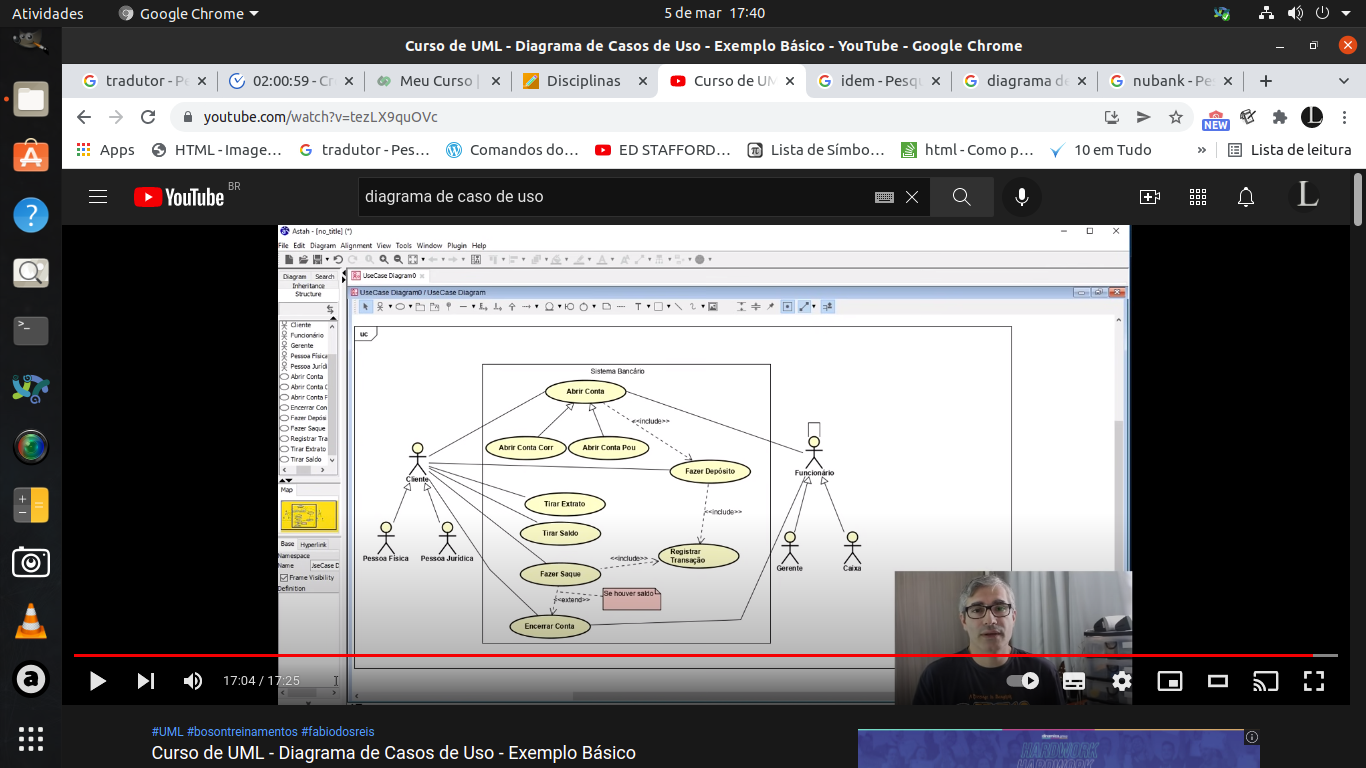 Atividades
Google Chrome
5 de mar 17:40
Curso de UML - Diagrama de Casos de Uso - Exemplo Básico - YouTube - Google Chrome
tradutor - Pe
02:00:59 - Cr
Meu Curso |
Disciplinas
Curso de UM
idem - Pesqu
diagrama de
nubank - Pes
youtube.com/watch?v=tezLX9quOVc
NEW
Apps
HTML - Image…
tradutor - Pes…
Comandos do…
ED STAFFORD…
Lista de Símbo…
html - Como p…
10 em Tudo
»
Lista de leitura
YouTube BR
diagrama de caso de uso
Astah - [no_title] (*)
File Edit Diagram Alignment View Tools Window Plugin Help
Diagram Search
Inheritance
Structure
UseCase Diagram0
UseCase Diagram0 / UseCase Diagram
Cliente
Funcionário
Gerente
Pessoa Física
Pessoa Jurídi
Abrir Conta
Abrir Conta C
Abrir Conta F
Encerrar Con
Fazer Depós
Fazer Saque
Registrar Tra
Tirar Extrato
Tirar Saldo
Map
Base Hyperlink
Namespace
Name JseCase D
Frame Visibility
Definition
uc
Sistema Bancário
Abrir Conta
<<include>>
Abrir Conta Corr
Abrir Conta Pou
Fazer Depósito
Cliente
Funcionário
Tirar Extrato
<<include>>
Tirar Saldo
Pessoa Física
Pessoa Jurídica
<<include>>
Registrar
Transação
Gerente
Caixa
Fazer Saque
<<extend>>
Se houver saldo
Encerrar Conta
17:04 / 17:25
#UML #bosontreinamentos #fabiodosreis
Curso de UML - Diagrama de Casos de Uso - Exemplo Básico
HARDWORK
HARDWORK